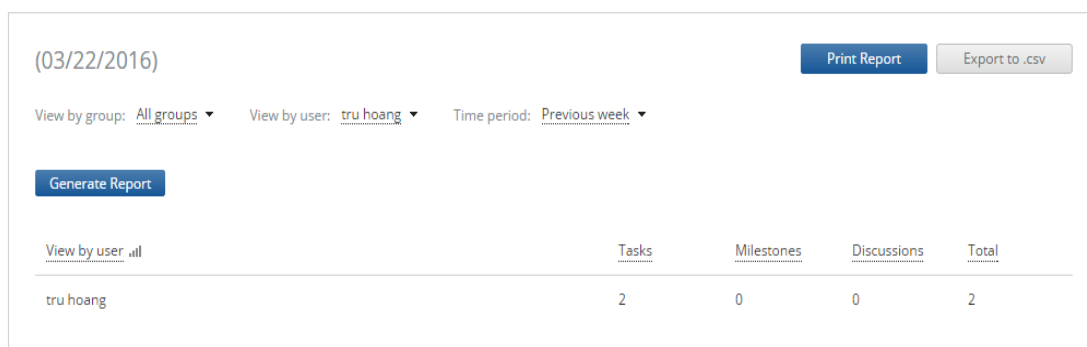 (03/22/2016) Print Report Export to .csv
View by group: All groups View by user: tru hoang Time period: Previous week
Generate Report
View by user Tasks Milestones Discussions Total
tru hoang 2 0 0 2